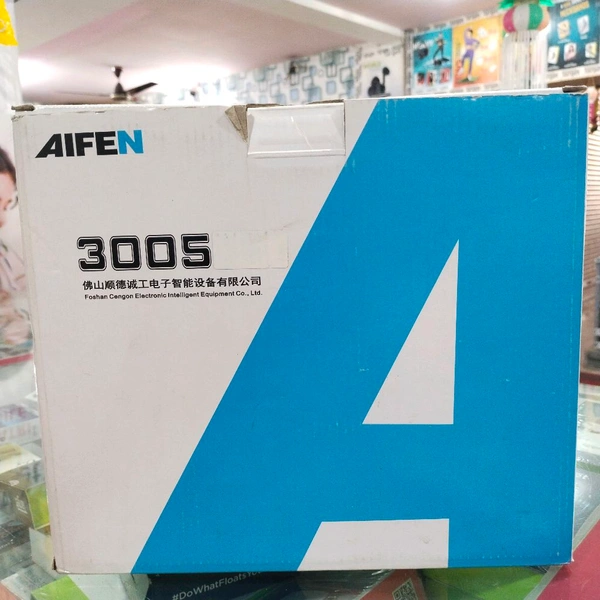 AIFEN
3005
佛山顺德诚工电子智能设备有限公司
Foshan Cengon Electronic Intelligent Equipment Co., Ltd.
#DoWhatFloatsYo